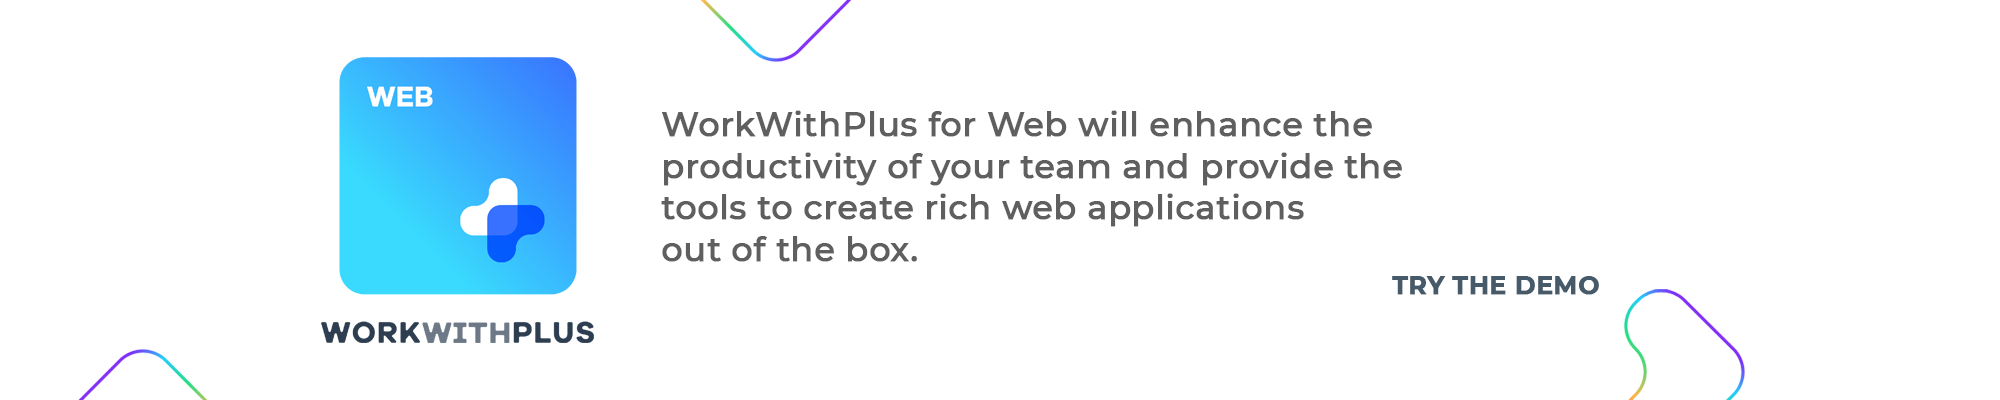 WEB
WORKWITHPLUS
WorkWithPlus for Web will enhance the
productivity of your team and provide the
tools to create rich web applications
out of the box.
TRY THE DEMO